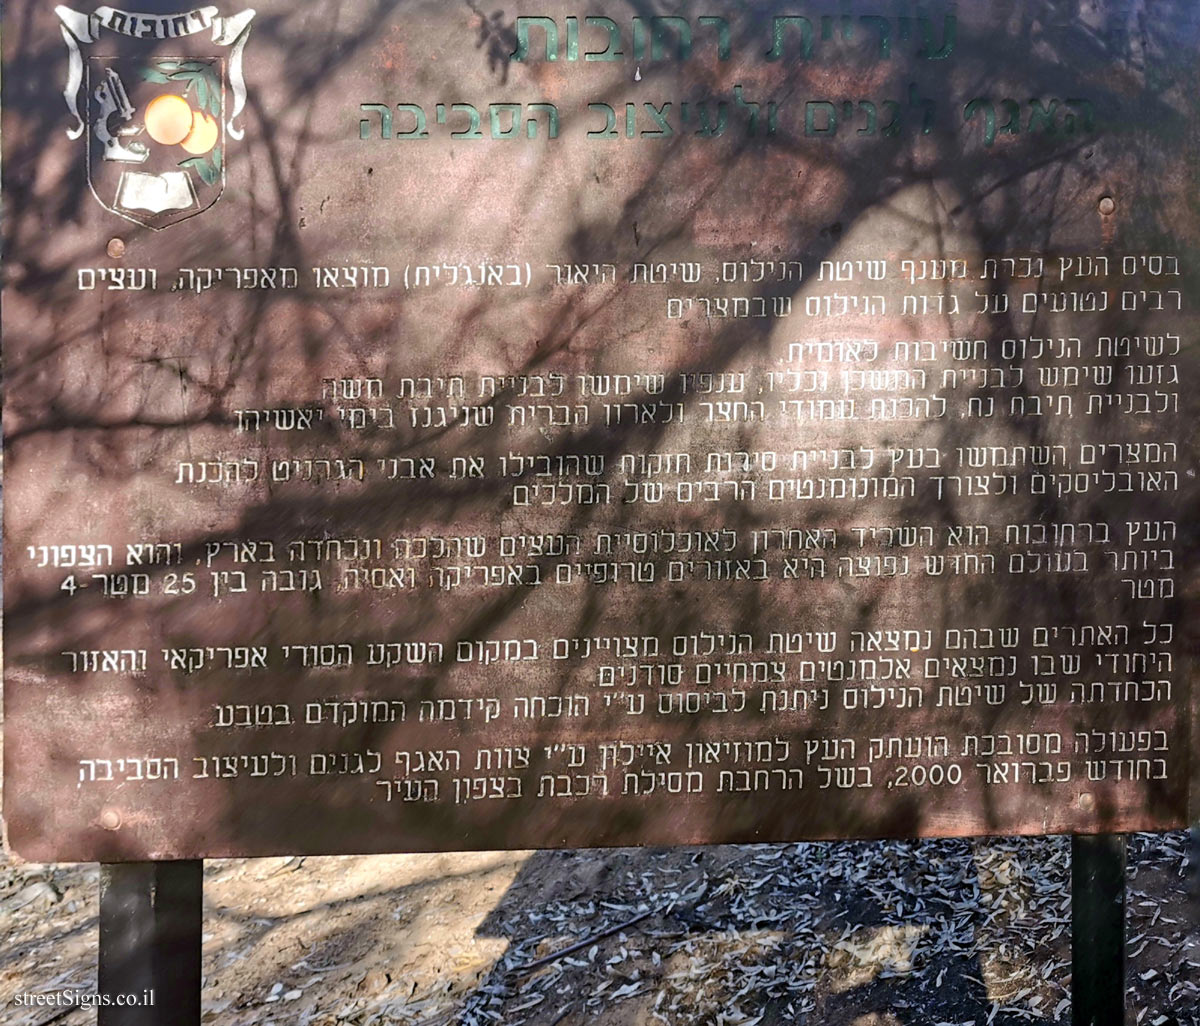 רחובות
עיריית רחובות
האגף לגנים ולעיצוב הסביבה
בסיס העץ נכרת מענף שיטת הנילוס, שיטת היאור (באנגלית) מוצאו מאפריקה, ועצים
רבים נטועים על גדות הנילוס שבמצרים
לשיטת הנילוס חשיבות לאומית.
גזעו שימש לבניית המשכן וכליו, ענפיו שימשו לבניית תיבת משה
ולבניית תיבת נח, להכנת עמודי החצר ולארון הברית שניגנז בימי יאשיהו
המצרים השתמשו בעץ לבניית סירות חזקות שהובילו את אבני הגרניט להכנת
האובליסקים ולצורך המונומנטים הרבים של המלכים
העץ ברחובות הוא השריד האחרון לאוכלוסיית העצים שהלכה ונכחדה בארץ, והוא הצפוני
ביותר בעולם החדש נפוצה היא באזורים טרופיים באפריקה ואסיה, גובה בין 25 מטר-4
מטר
כל האתרים שבהם נמצאה שיטת הנילוס מצויינים במקום השקע הסורי אפריקאי והאזור
היחודי שבו נמצאים אלמנטים צמחיים סודנים
הכחדתה של שיטת הנילוס ניתנת לביסוס ע"י הוכחה קידמה המוקדם בטבע
בפעולה מסובכת הועתק העץ למוזיאון איילון ע"י צוות האגף לגנים ולעיצוב הסביבה
בחודש פברואר 2000, בשל הרחבת מסילת רכבת בצפון העיר
streetSigns.co.il